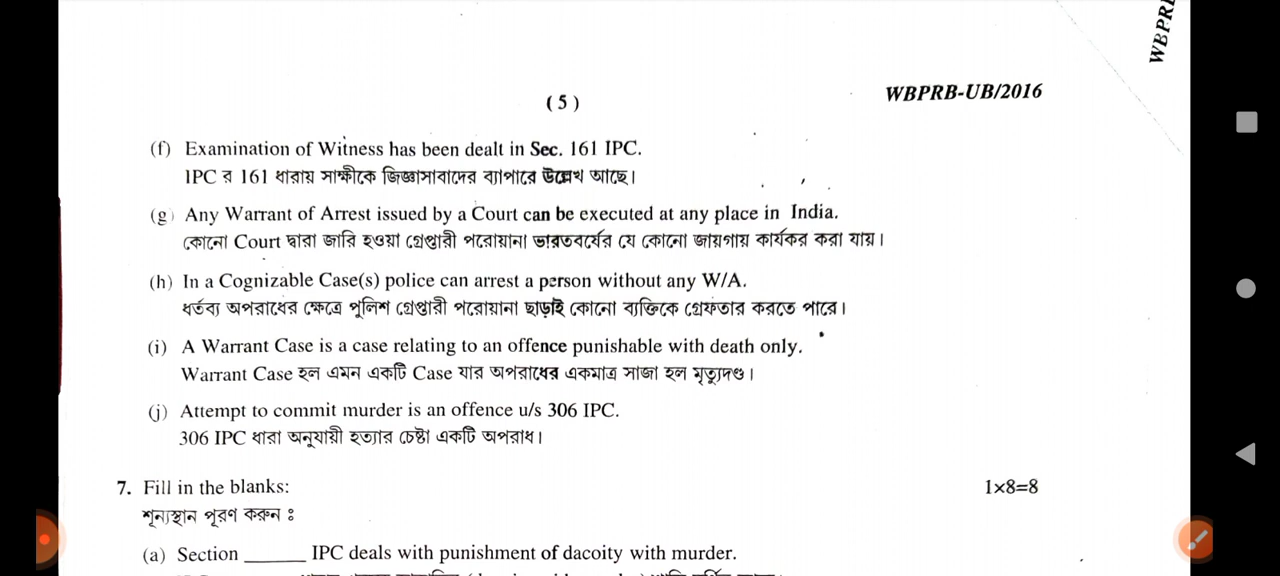 WBPRB
WBPRB-UB/2016
( 5 )
(f) Examination of Witness has been dealt in Sec. 161 IPC.
IPC র 161 ধারায় সাক্ষীকে জিজ্ঞাসাবাদের ব্যাপারে উল্লেখ আছে।
(g) Any Warrant of Arrest issued by a Court can be executed at any place in India.
কোনো Court দ্বারা জারি হওয়া গ্রেপ্তারী পরোয়ানা ভারতবর্ষের যে কোনো জায়গায় কার্যকর করা যায়।
(h) In a Cognizable Case(s) police can arrest a person without any W/A.
ধর্তব্য অপরাধের ক্ষেত্রে পুলিশ গ্রেপ্তারী পরোয়ানা ছাড়াই কোনো ব্যক্তিকে গ্রেফতার করতে পারে।
(i) A Warrant Case is a case relating to an offence punishable with death only.
Warrant Case হল এমন একটি Case যার অপরাধের একমাত্র সাজা হল মৃত্যুদণ্ড।
(j) Attempt to commit murder is an offence u/s 306 IPC.
306 IPC ধারা অনুযায়ী হত্যার চেষ্টা একটি অপরাধ।
7. Fill in the blanks: 1×8=8
শূন্যস্থান পূরণ করুন ঃ
(a) Section ______ IPC deals with punishment of dacoity with murder.